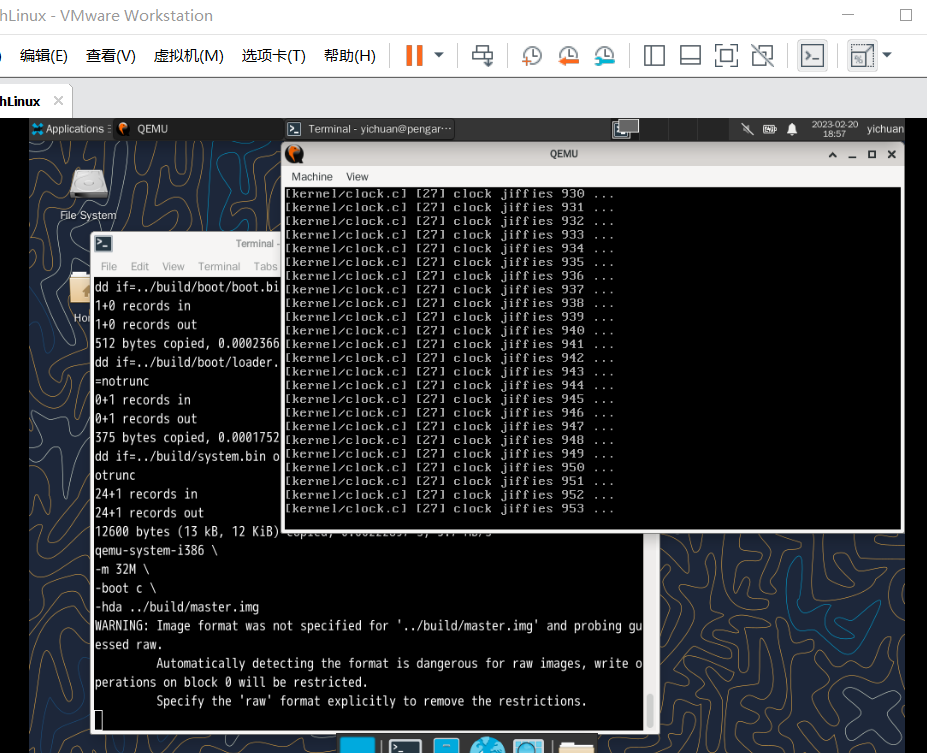 hLinux - VMware Workstation
编辑(E) 查看(V) 虚拟机(M) 选项卡(T) 帮助(H)
hLinux
Applications QEMU Terminal - yichuan@pengar··· 2023-02-20 18:57 yichuan
File System
QEMU
Machine View
[kernel/clock.c] [27] clock jiffies 930 ...
[kernel/clock.c] [27] clock jiffies 931 ...
[kernel/clock.c] [27] clock jiffies 932 ...
[kernel/clock.c] [27] clock jiffies 933 ...
[kernel/clock.c] [27] clock jiffies 934 ...
[kernel/clock.c] [27] clock jiffies 935 ...
[kernel/clock.c] [27] clock jiffies 936 ...
[kernel/clock.c] [27] clock jiffies 937 ...
[kernel/clock.c] [27] clock jiffies 938 ...
[kernel/clock.c] [27] clock jiffies 939 ...
[kernel/clock.c] [27] clock jiffies 940 ...
[kernel/clock.c] [27] clock jiffies 941 ...
[kernel/clock.c] [27] clock jiffies 942 ...
[kernel/clock.c] [27] clock jiffies 943 ...
[kernel/clock.c] [27] clock jiffies 944 ...
[kernel/clock.c] [27] clock jiffies 945 ...
[kernel/clock.c] [27] clock jiffies 946 ...
[kernel/clock.c] [27] clock jiffies 947 ...
[kernel/clock.c] [27] clock jiffies 948 ...
[kernel/clock.c] [27] clock jiffies 949 ...
[kernel/clock.c] [27] clock jiffies 950 ...
[kernel/clock.c] [27] clock jiffies 951 ...
[kernel/clock.c] [27] clock jiffies 952 ...
[kernel/clock.c] [27] clock jiffies 953 ...
Ho
Terminal -
File Edit View Terminal Tabs
dd if=../build/boot/boot.bi
1+0 records in
1+0 records out
512 bytes copied, 0.0002366
dd if=../build/boot/loader.
=notrunc
0+1 records in
0+1 records out
375 bytes copied, 0.0001752
dd if=../build/system.bin o
otrunc
24+1 records in
24+1 records out
12600 bytes (13 kB, 12 KiB)
qemu-system-i386 \
-m 32M \
-boot c \
-hda ../build/master.img
WARNING: Image format was not specified for '../build/master.img' and probing gu
essed raw.
Automatically detecting the format is dangerous for raw images, write o
perations on block 0 will be restricted.
Specify the 'raw' format explicitly to remove the restrictions.